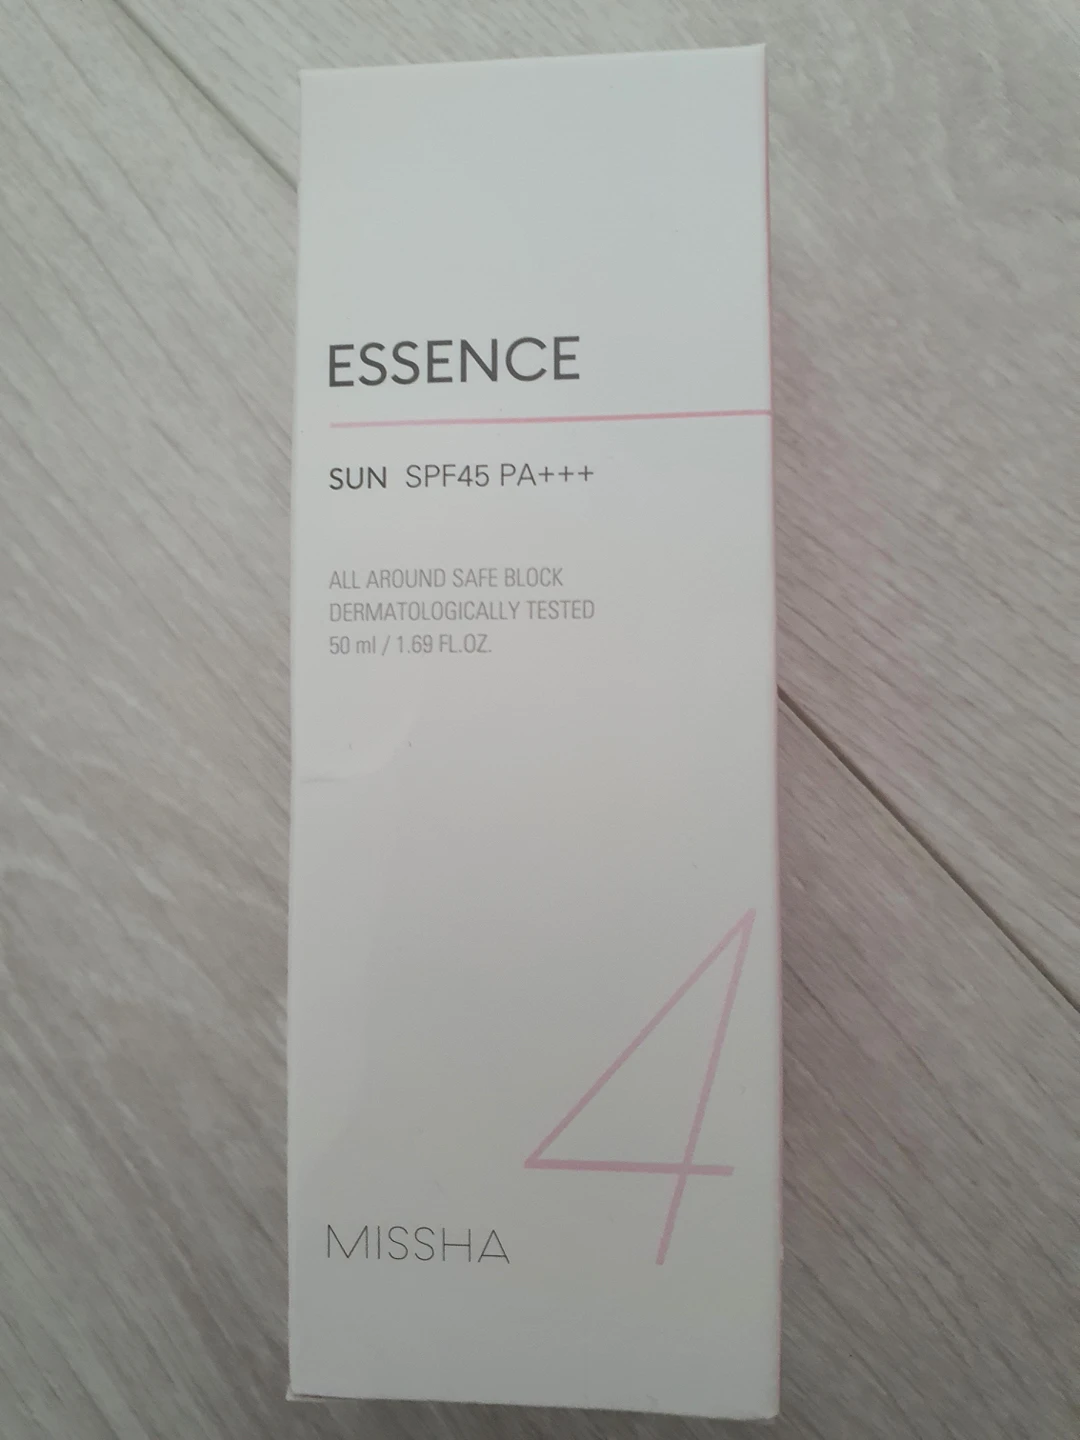 ESSENCE
SUN SPF45 PA+++
ALL AROUND SAFE BLOCK
DERMATOLOGICALLY TESTED
50 ml / 1.69 FL.OZ.
4
MISSHA